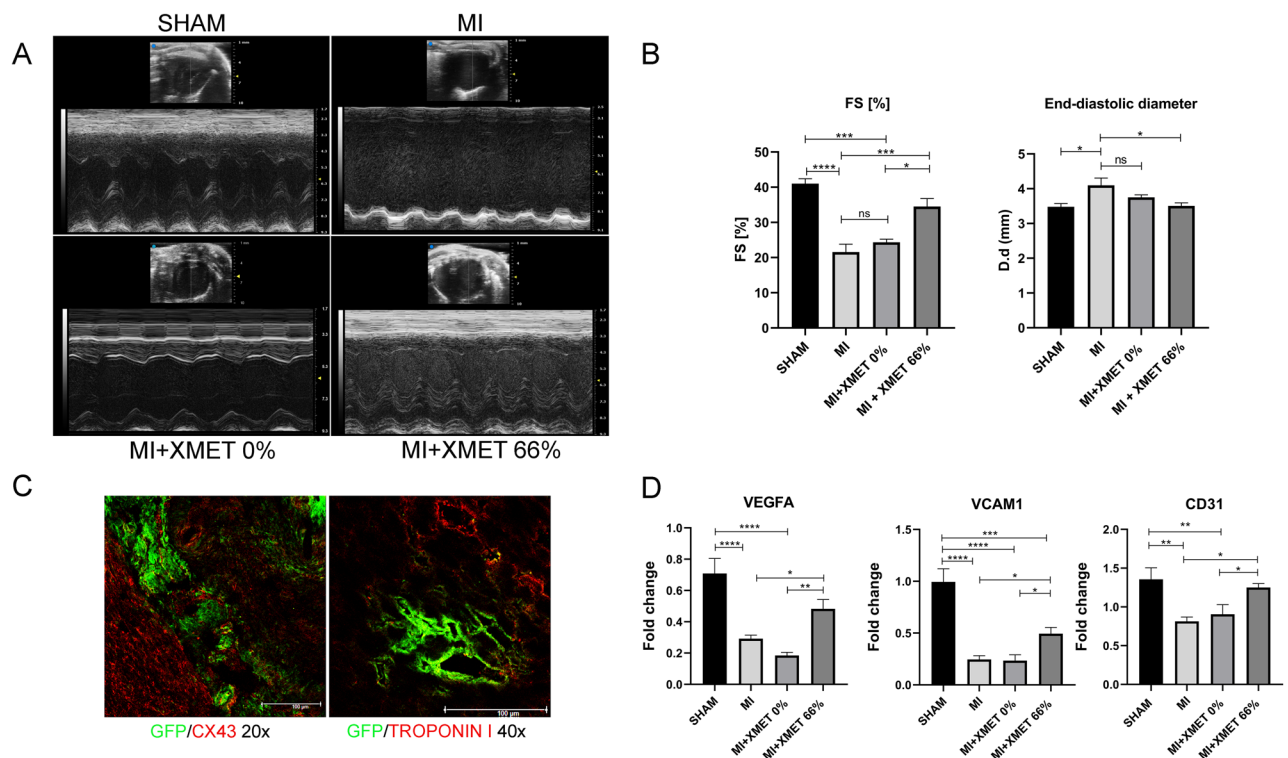 SHAM
MI
A
MI+XMET 0%
MI+XMET 66%
B
FS [%]
***
***
****
*
ns
50
40
30
20
10
0
FS [%]
SHAM
MI
MI+XMET 0%
MI + XMET 66%
End-diastolic diameter
*
*
ns
6
4
2
0
D.d (mm)
SHAM
MI
MI+XMET 0%
MI + XMET 66%
C
100 μm
100 μm
GFP/CX43 20x
GFP/TROPONIN I 40x
D
VEGFA
****
****
*
**
1.0
0.8
0.6
0.4
0.2
0.0
Fold change
SHAM
MI
MI+XMET 0%
MI+XMET 66%
VCAM1
***
****
****
*
*
1.5
1.0
0.5
0.0
Fold change
SHAM
MI
MI+XMET 0%
MI+XMET 66%
CD31
**
**
*
*
2.0
1.5
1.0
0.5
0.0
Fold change
SHAM
MI
MI+XMET 0%
MI+XMET 66%